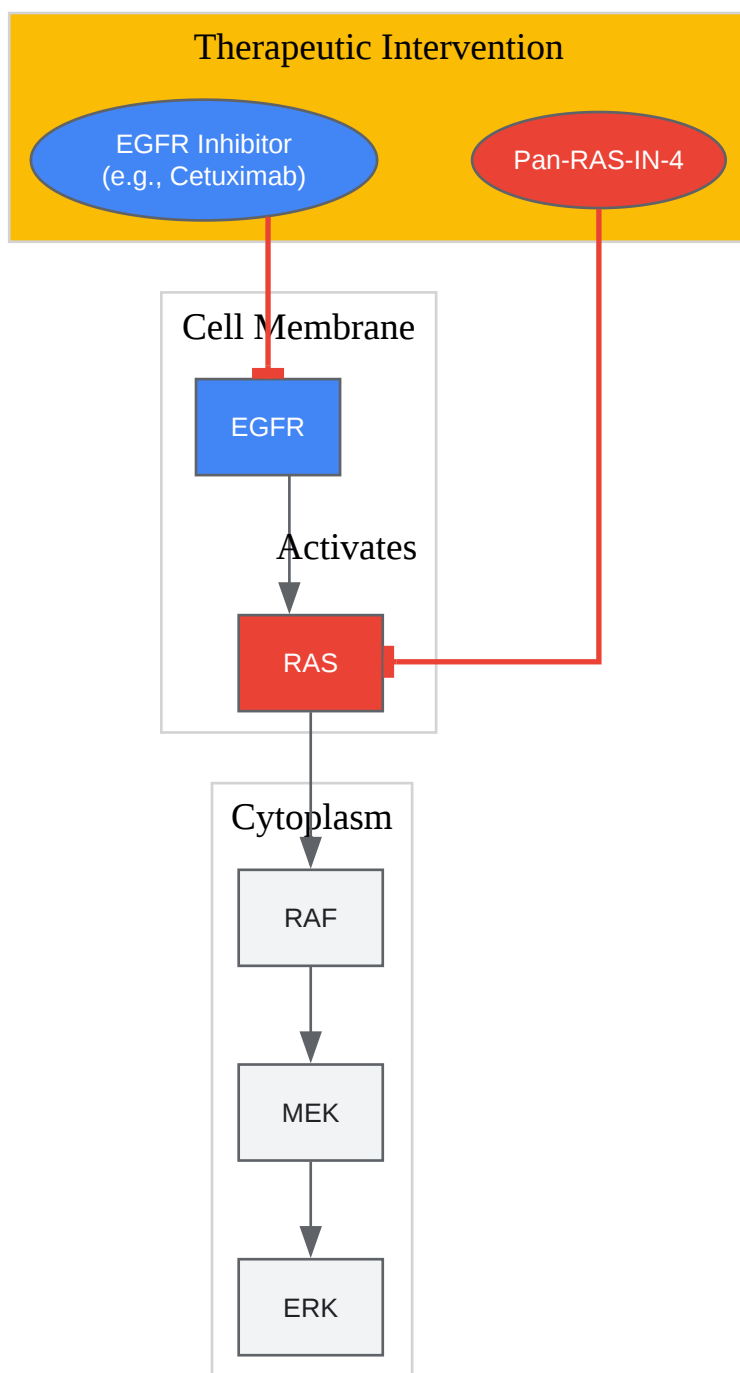 Therapeutic Intervention
EGFR Inhibitor
(e.g., Cetuximab)
Pan-RAS-IN-4
Cell Membrane
EGFR
Activates
RAS
Cytoplasm
RAF
MEK
ERK